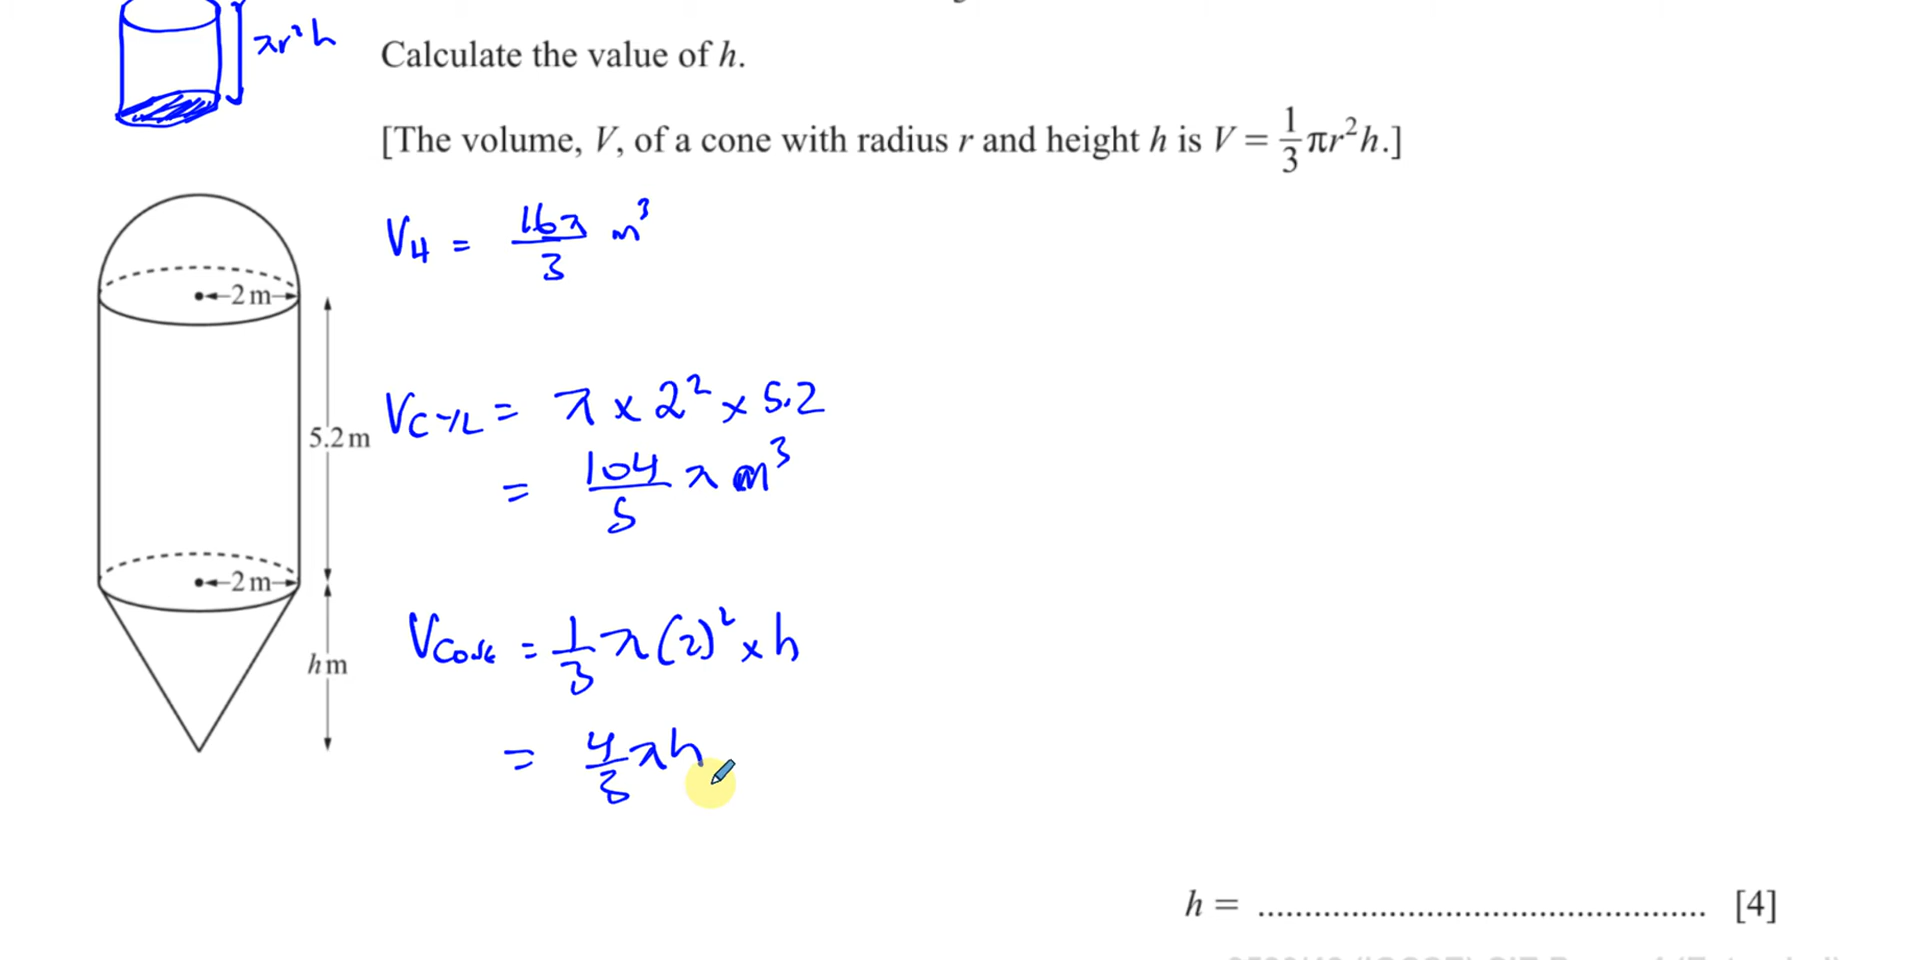 πr²h
Calculate the value of h.
[The volume, V, of a cone with radius r and height h is V = 1/3 πr²h.]
V_H = 16π/3 m³
2 m
V_CYL = π × 2² × 5.2
5.2 m
= 104/5 π m³
2 m
V_CONE = 1/3 π (2)² × h
h m
= 4/3 πh
h = ................................................ [4]